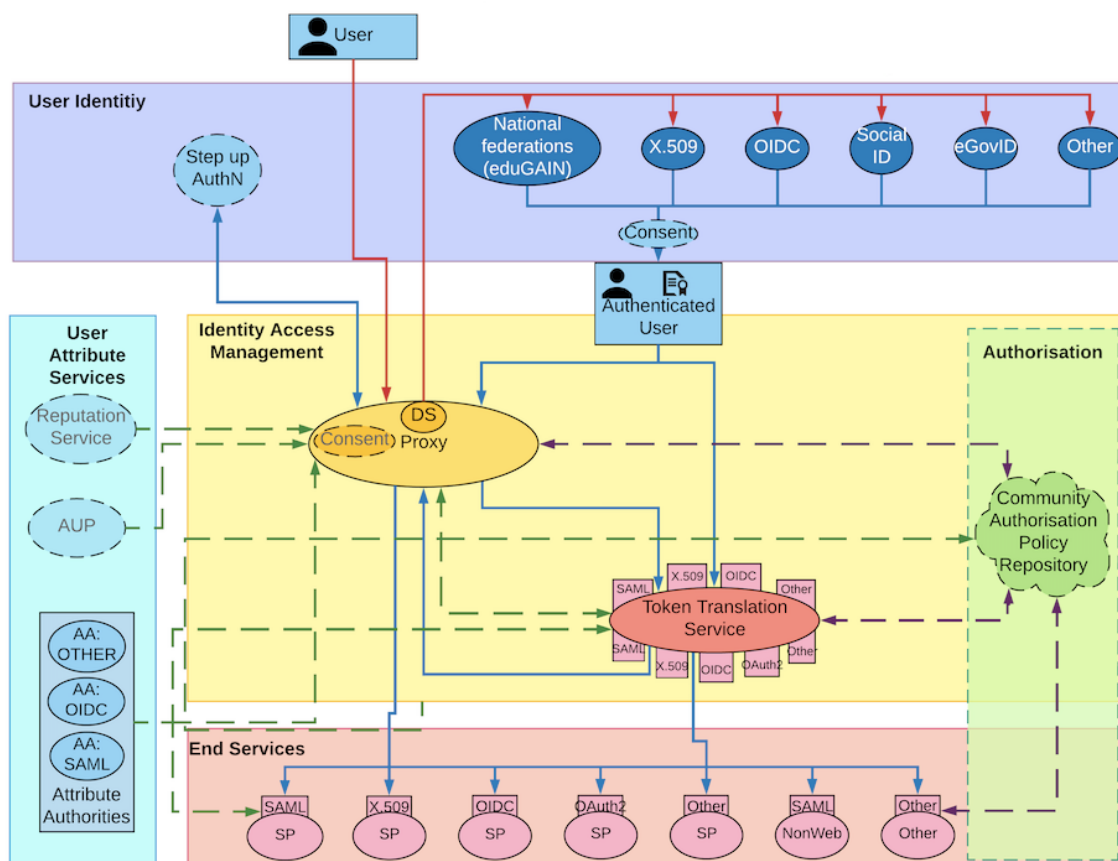 User
User Identitiy
National
federations
(eduGAIN)
X.509
OIDC
Social
ID
eGovID
Other
Step up
AuthN
Consent
Authenticated
User
User
Attribute
Services
Identity Access
Management
Authorisation
Reputation
Service
DS
Consent
Proxy
AUP
Community
Authorisation
Policy
Repository
SAML
X.509
OIDC
Other
Token Translation
Service
SAML
X.509
OIDC
OAuth2
Other
AA:
OTHER
AA:
OIDC
AA:
SAML
Attribute
Authorities
End Services
SAML
X.509
OIDC
OAuth2
Other
SAML
Other
SP
SP
SP
SP
SP
NonWeb
Other